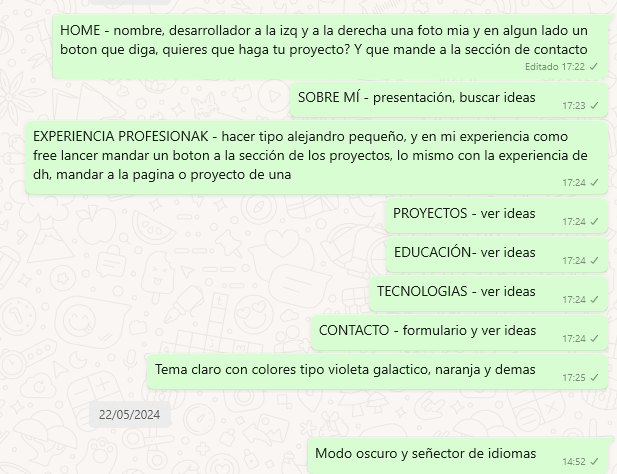 HOME - nombre, desarrollador a la izq y a la derecha una foto mia y en algun lado un
boton que diga, quieres que haga tu proyecto? Y que mande a la sección de contacto
Editado 17:22
SOBRE MÍ - presentación, buscar ideas
17:23
EXPERIENCIA PROFESIONAK - hacer tipo alejandro pequeño, y en mi experiencia como
free lancer mandar un boton a la sección de los proyectos, lo mismo con la experiencia de
dh, mandar a la pagina o proyecto de una
17:24
PROYECTOS - ver ideas
17:24
EDUCACIÓN- ver ideas
17:24
TECNOLOGIAS - ver ideas
17:24
CONTACTO - formulario y ver ideas
17:24
Tema claro con colores tipo violeta galactico, naranja y demas
17:25
22/05/2024
Modo oscuro y señector de idiomas
14:52